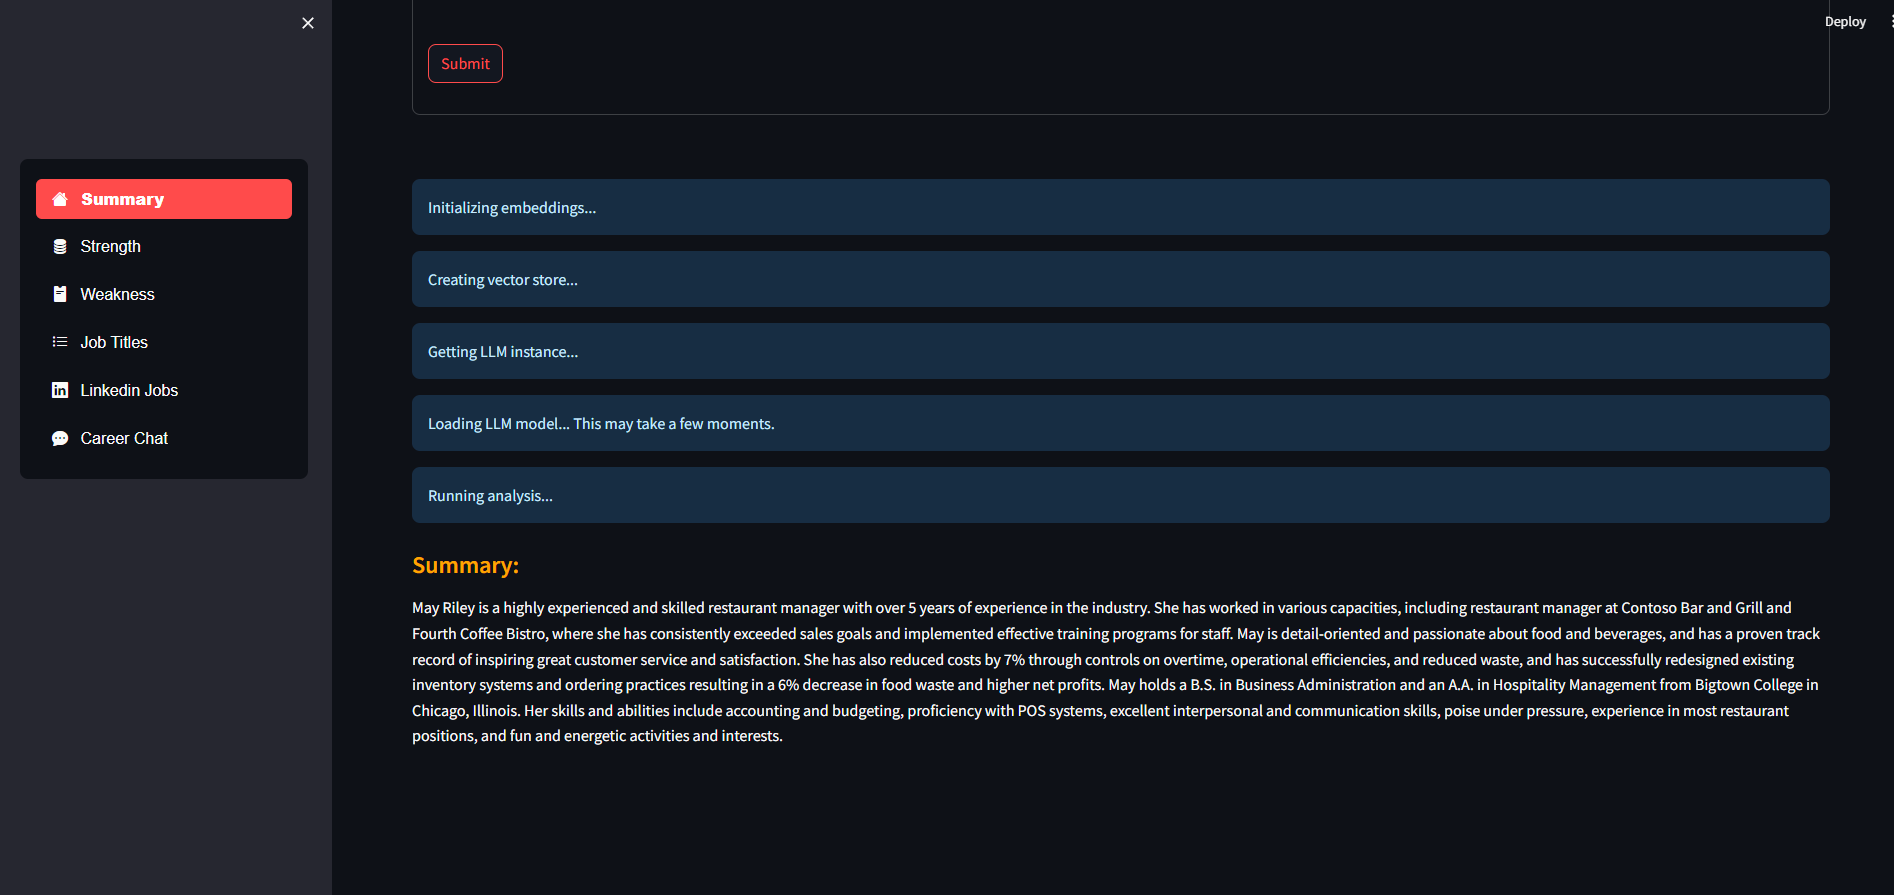 Deploy
Submit
Summary
Strength
Weakness
Job Titles
Linkedin Jobs
Career Chat
Initializing embeddings...
Creating vector store...
Getting LLM instance...
Loading LLM model... This may take a few moments.
Running analysis...
Summary:
May Riley is a highly experienced and skilled restaurant manager with over 5 years of experience in the industry. She has worked in various capacities, including restaurant manager at Contoso Bar and Grill and
Fourth Coffee Bistro, where she has consistently exceeded sales goals and implemented effective training programs for staff. May is detail-oriented and passionate about food and beverages, and has a proven track
record of inspiring great customer service and satisfaction. She has also reduced costs by 7% through controls on overtime, operational efficiencies, and reduced waste, and has successfully redesigned existing
inventory systems and ordering practices resulting in a 6% decrease in food waste and higher net profits. May holds a B.S. in Business Administration and an A.A. in Hospitality Management from Bigtown College in
Chicago, Illinois. Her skills and abilities include accounting and budgeting, proficiency with POS systems, excellent interpersonal and communication skills, poise under pressure, experience in most restaurant
positions, and fun and energetic activities and interests.